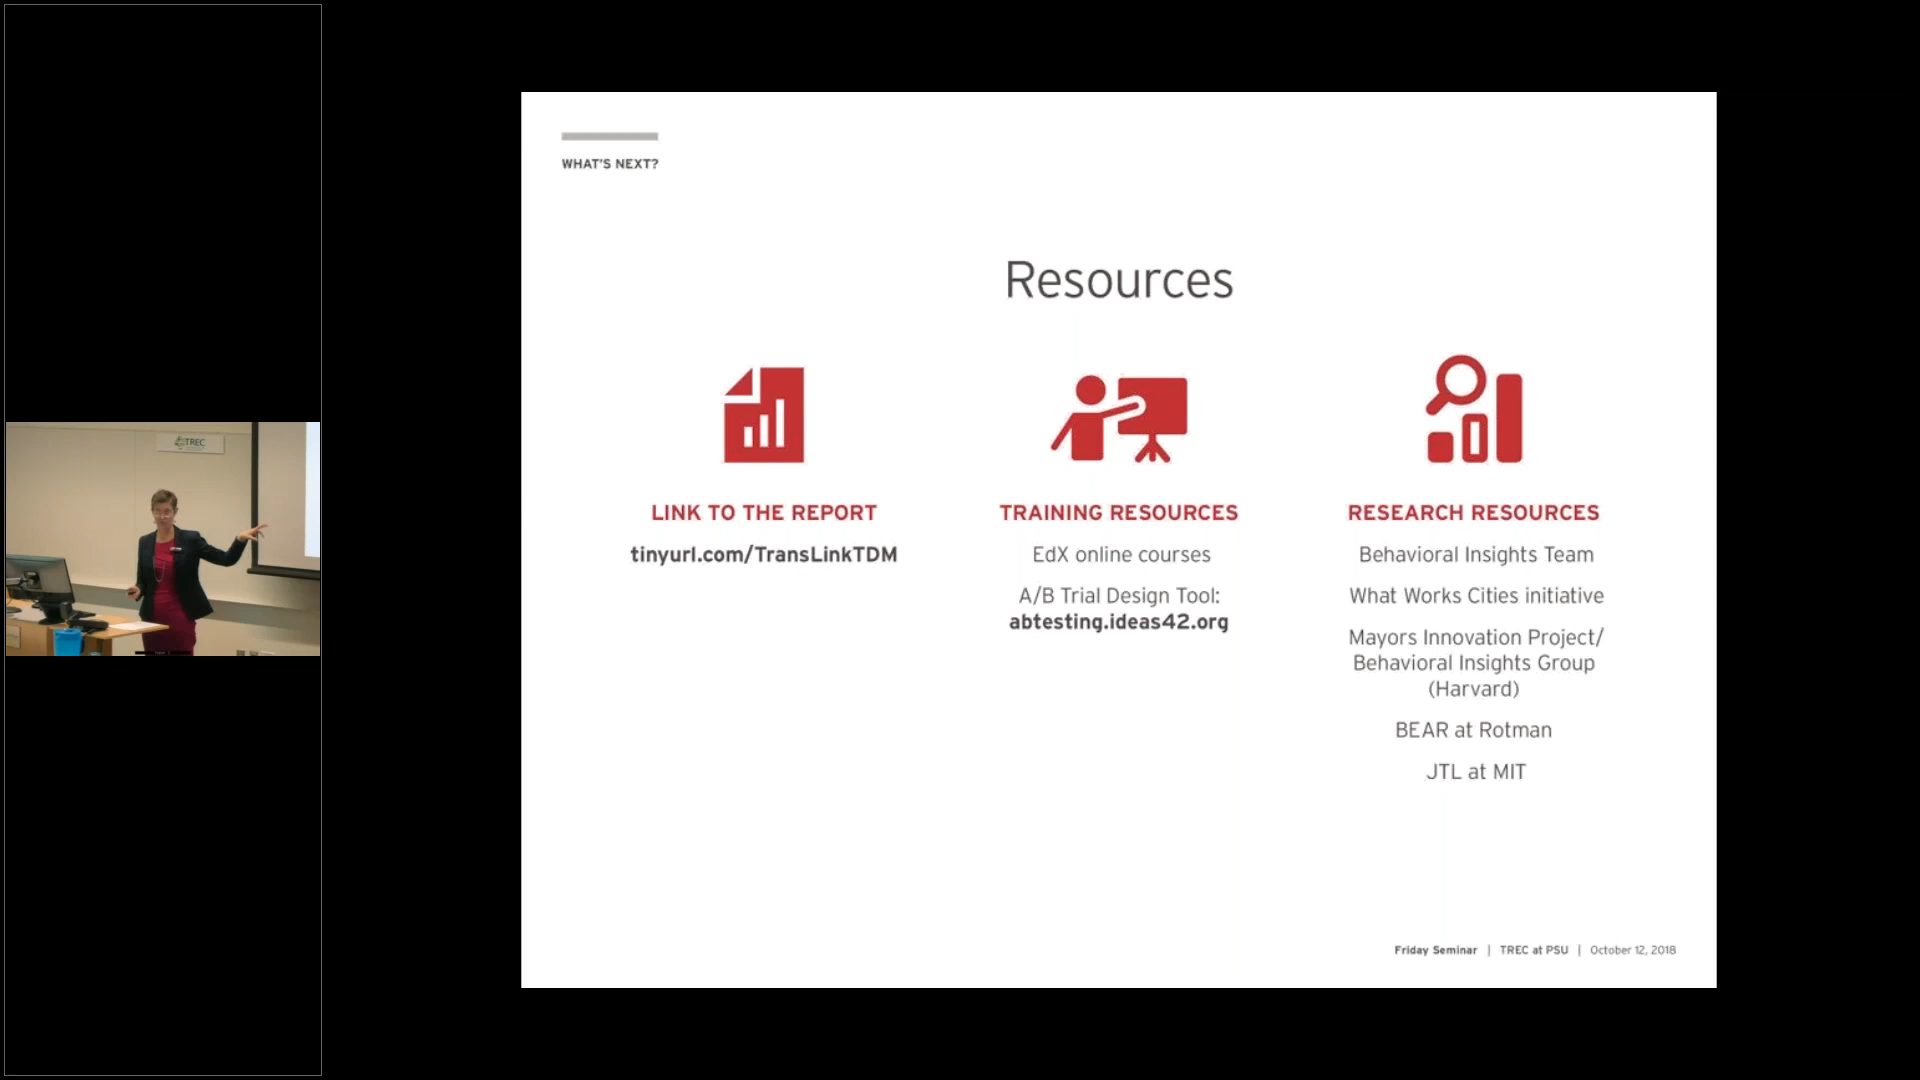 TREC
WHAT'S NEXT?
Resources
LINK TO THE REPORT
tinyurl.com/TransLinkTDM
TRAINING RESOURCES
EdX online courses
A/B Trial Design Tool:
abtesting.ideas42.org
RESEARCH RESOURCES
Behavioral Insights Team
What Works Cities initiative
Mayors Innovation Project/
Behavioral Insights Group
(Harvard)
BEAR at Rotman
JTL at MIT
Friday Seminar | TREC at PSU | October 12, 2018